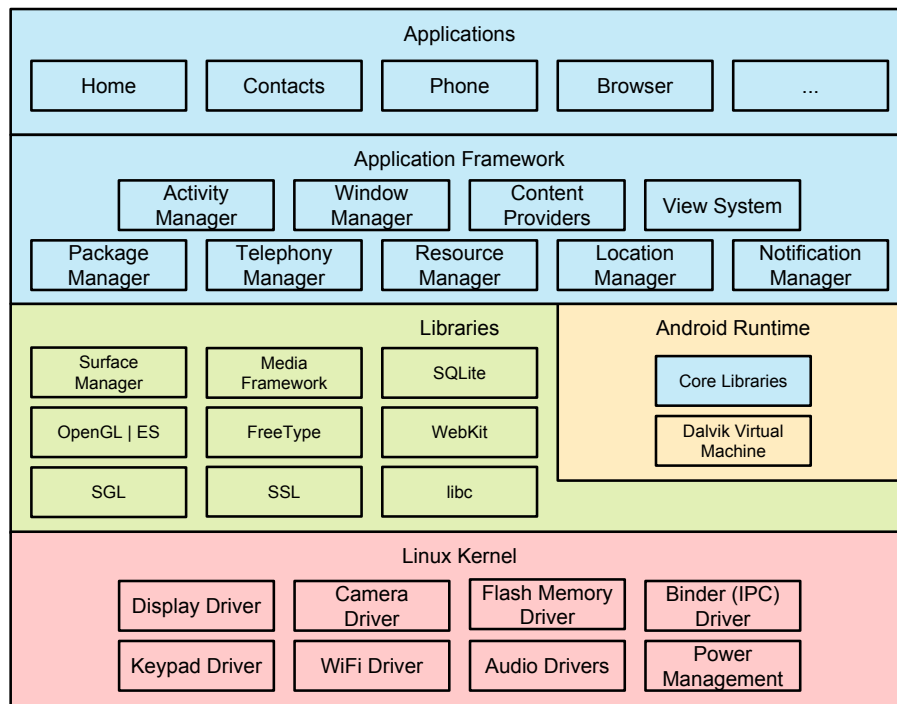 Applications
Home
Contacts
Phone
Browser
...
Application Framework
Activity
Manager
Window
Manager
Content
Providers
View System
Package
Manager
Telephony
Manager
Resource
Manager
Location
Manager
Notification
Manager
Libraries
Surface
Manager
Media
Framework
SQLite
OpenGL | ES
FreeType
WebKit
SGL
SSL
libc
Android Runtime
Core Libraries
Dalvik Virtual
Machine
Linux Kernel
Display Driver
Camera
Driver
Flash Memory
Driver
Binder (IPC)
Driver
Keypad Driver
WiFi Driver
Audio Drivers
Power
Management